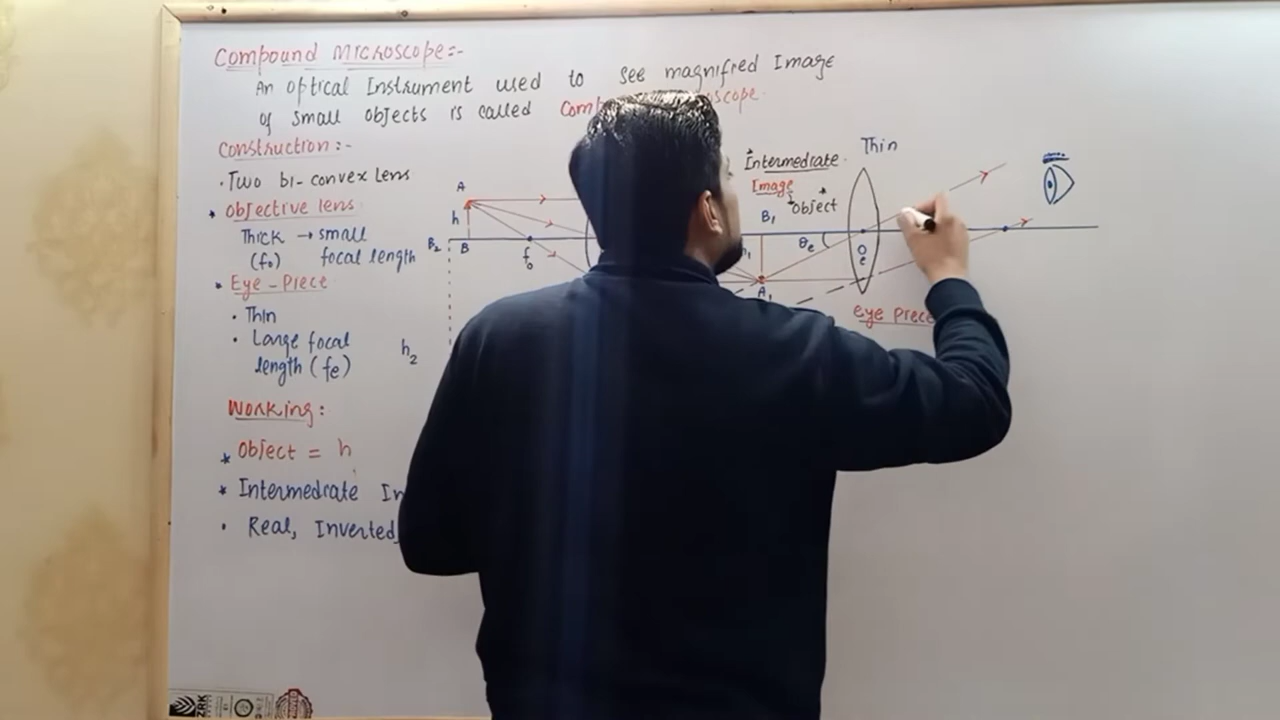 Compound Microscope:-
An optical Instrument used to see magnified Image
of small objects is called
Construction:-
· Two bi-convex Lens
* Objective lens
Thick → small
(fo) focal length
* Eye-Piece
· Thin
· Large focal
length (fe)
Working:
* Object = h
* Intermediate
· Real, Inverted,
A
h
B2 B
fo
h2
Intermediate
Image
Object
B1
A1
θe
Thin
Oe
eye piece
ZRK